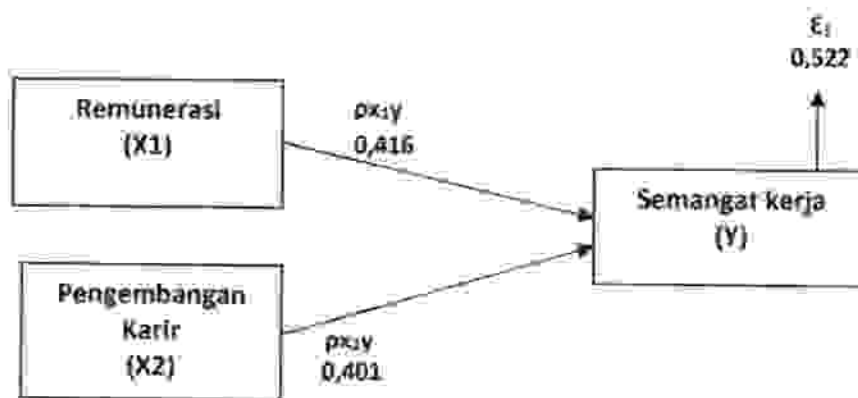 ε₁
0,522
Remunerasi
(X1)
ρx₁y
0,416
Semangat kerja
(Y)
Pengembangan
Karir
(X2)
ρx₂y
0,401